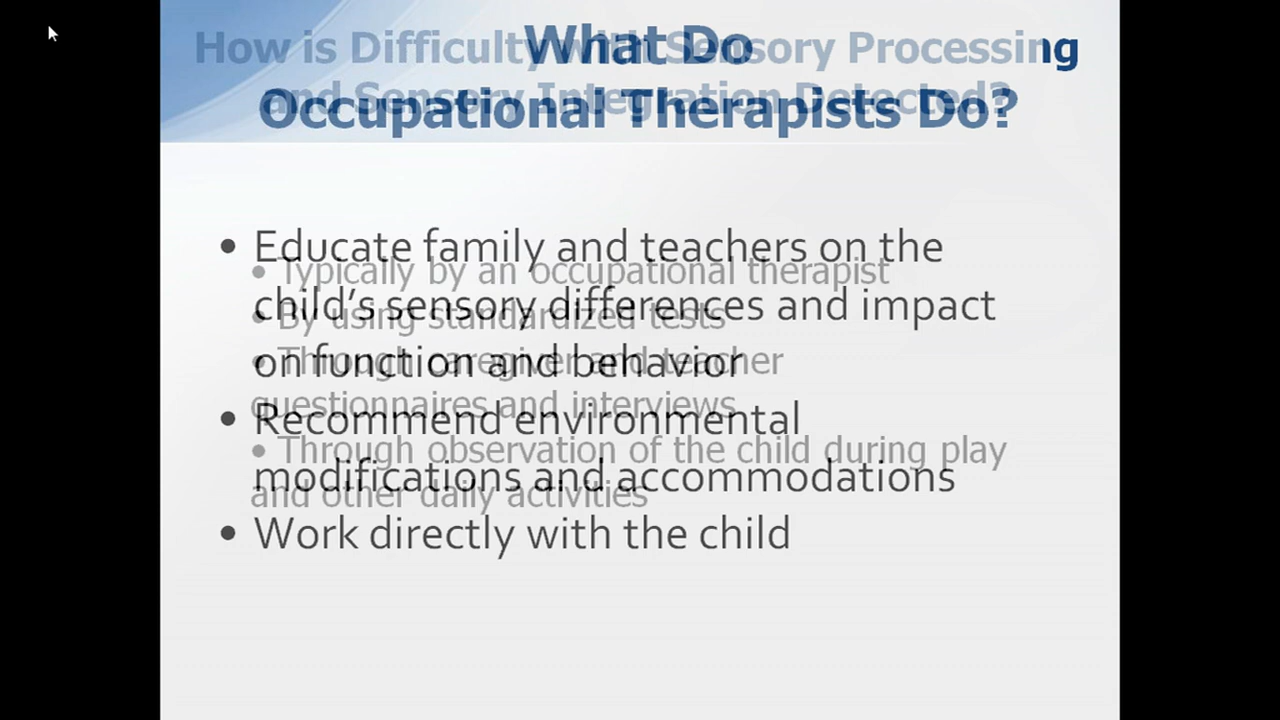 What Do
Occupational Therapists Do?
• Educate family and teachers on the
child's sensory differences and impact
on function and behavior
• Recommend environmental
modifications and accommodations
• Work directly with the child
How is Difficulty with Sensory Processing
and Sensory Integration Detected?
• Typically by an occupational therapist
• By using standardized tests
• Through caregiver and teacher
questionnaires and interviews
• Through observation of the child during play
and other daily activities